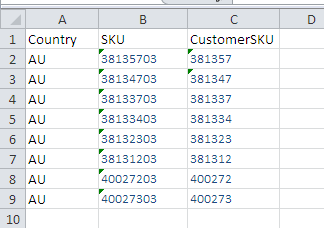 A B C D
1 Country SKU CustomerSKU
2 AU 38135703 381357
3 AU 38134703 381347
4 AU 38133703 381337
5 AU 38133403 381334
6 AU 38132303 381323
7 AU 38131203 381312
8 AU 40027203 400272
9 AU 40027303 400273
10